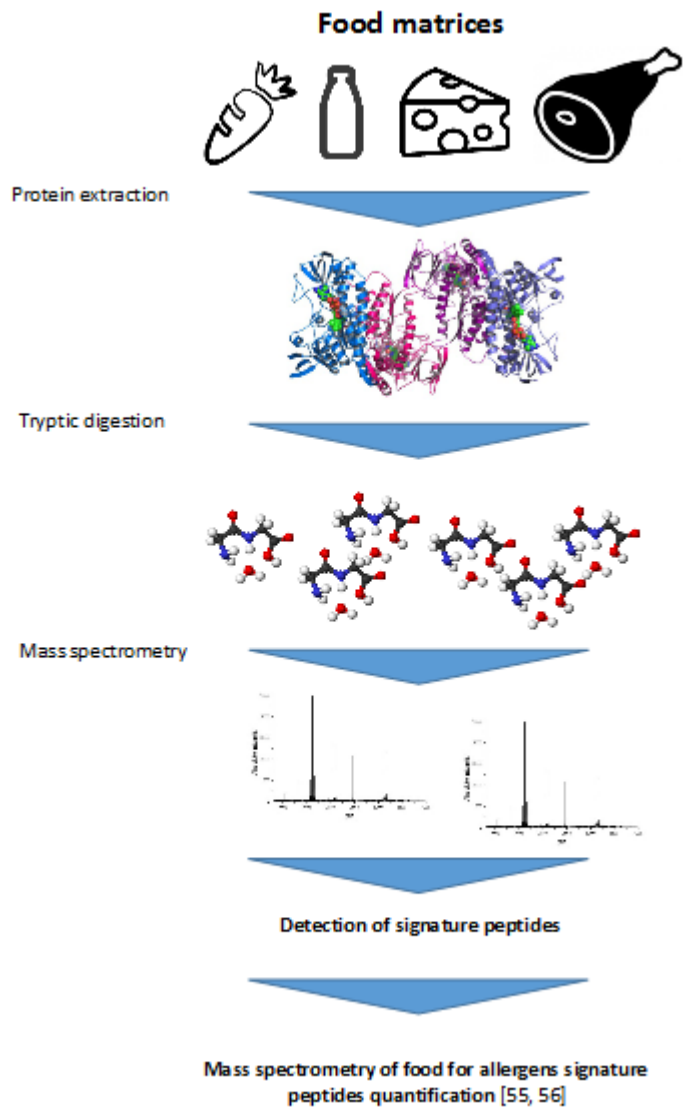 Food matrices
Protein extraction
Tryptic digestion
Mass spectrometry
Detection of signature peptides
Mass spectrometry of food for allergens signature
peptides quantification [55, 56]